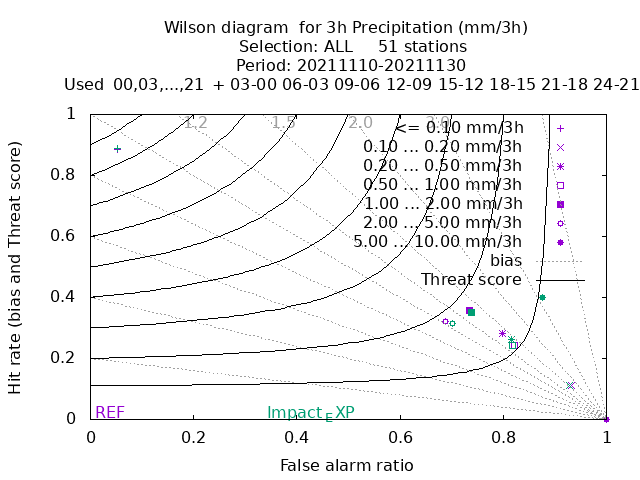 Wilson diagram  for 3h Precipitation (mm/3h)
Selection: ALL     51 stations
Period: 20211110-20211130
Used  00,03,...,21  + 03-00 06-03 09-06 12-09 15-12 18-15 21-18 24-21
1.2 1.5 2.0 3.0
<= 0.10 mm/3h
0.10 ... 0.20 mm/3h
0.20 ... 0.50 mm/3h
0.50 ... 1.00 mm/3h
1.00 ... 2.00 mm/3h
2.00 ... 5.00 mm/3h
5.00 ... 10.00 mm/3h
bias
Threat score
1
0.8
0.6
0.4
0.2
0
Hit rate (bias and Threat score)
REF Impact_EXP
0 0.2 0.4 0.6 0.8 1
False alarm ratio